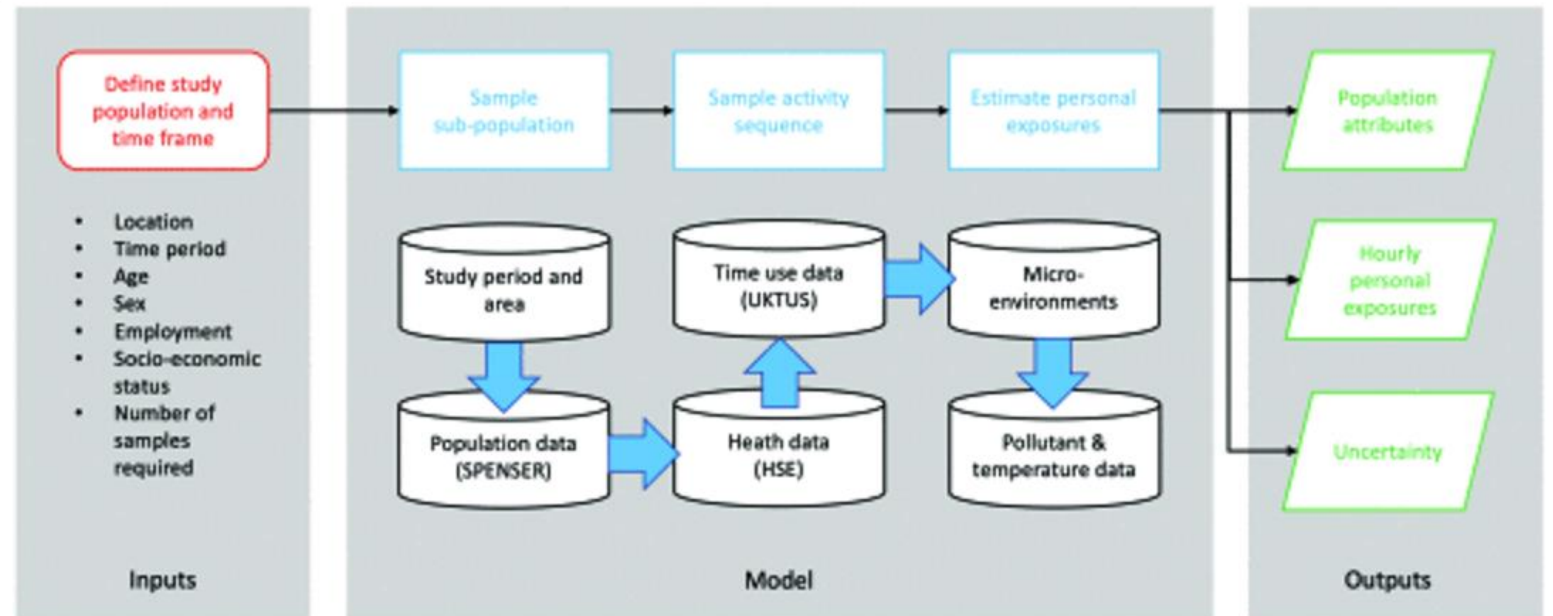 Define study
population and
time frame
• Location
• Time period
• Age
• Sex
• Employment
• Socio-economic
status
• Number of
samples
required
Inputs
Sample
sub-population
Sample activity
sequence
Estimate personal
exposures
Study period and
area
Time use data
(UKTUS)
Micro-
environments
Population data
(SPENSER)
Heath data
(HSE)
Pollutant &
temperature data
Model
Population
attributes
Hourly
personal
exposures
Uncertainty
Outputs